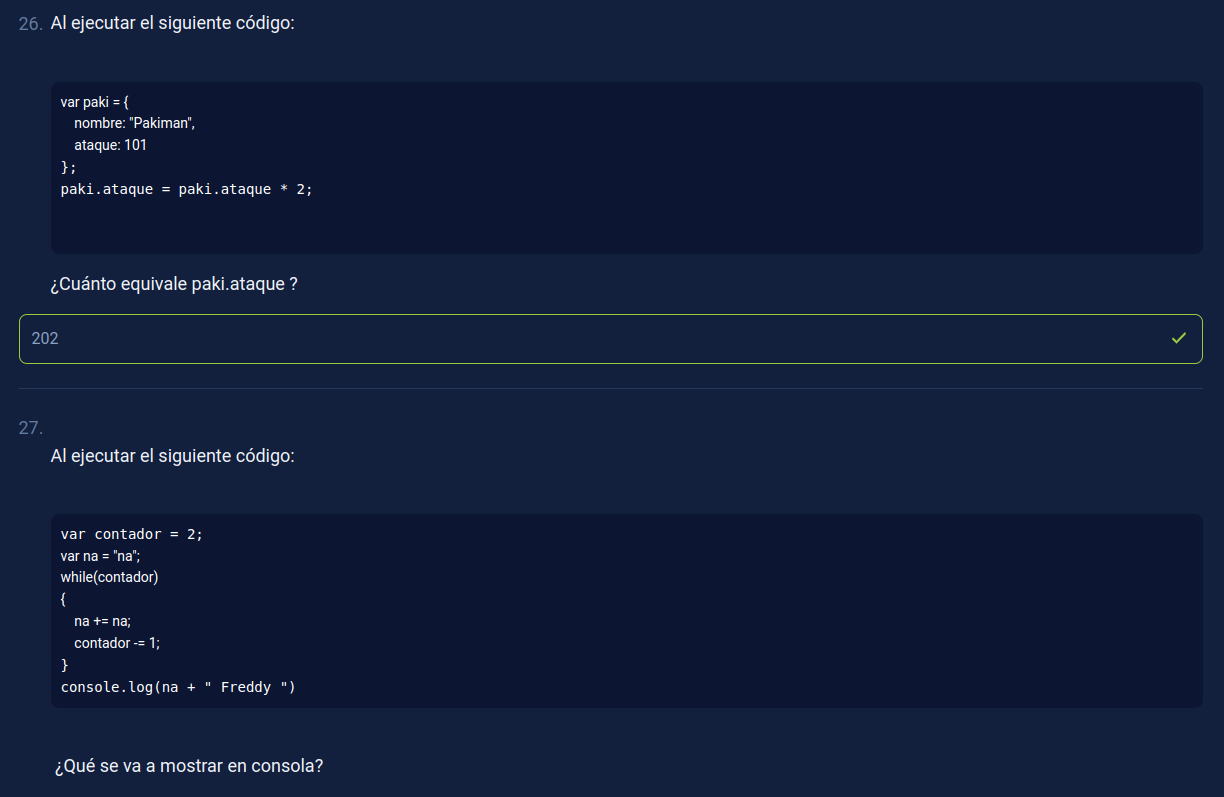 26. Al ejecutar el siguiente código:
var paki = {
nombre: "Pakiman",
ataque: 101
};
paki.ataque = paki.ataque * 2;
¿Cuánto equivale paki.ataque ?
202
27.
Al ejecutar el siguiente código:
var contador = 2;
var na = "na";
while(contador)
{
na += na;
contador -= 1;
}
console.log(na + " Freddy ")
¿Qué se va a mostrar en consola?